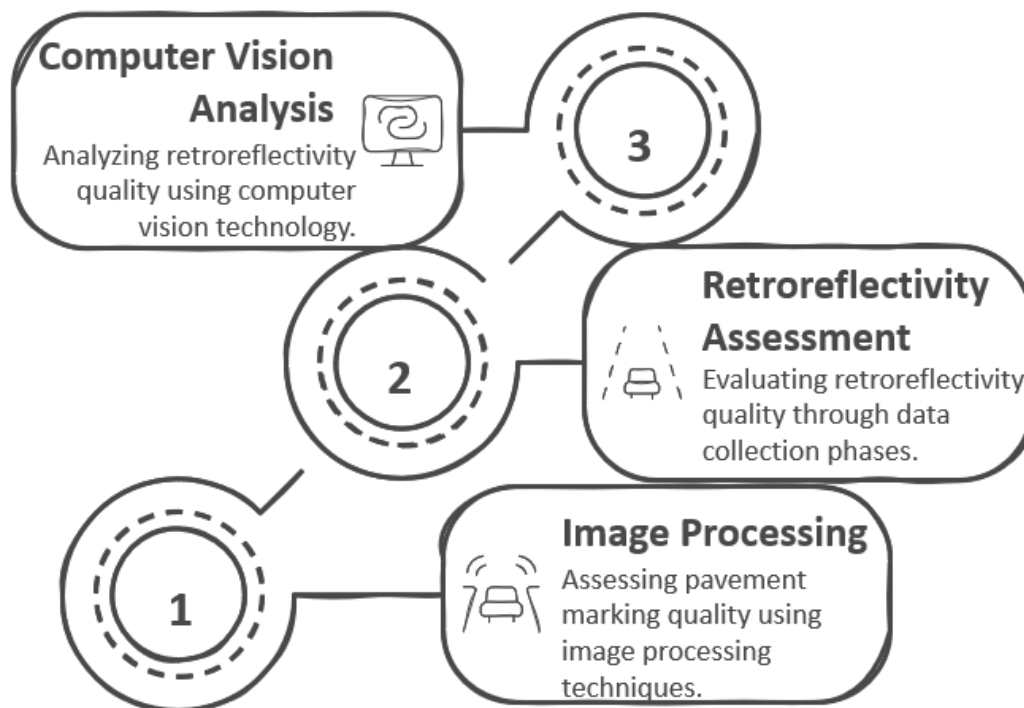 Computer Vision
Analysis
Analyzing retroreflectivity
quality using computer
vision technology.
3
Retroreflectivity
Assessment
Evaluating retroreflectivity
quality through data
collection phases.
2
Image Processing
Assessing pavement
marking quality using
image processing
techniques.
1